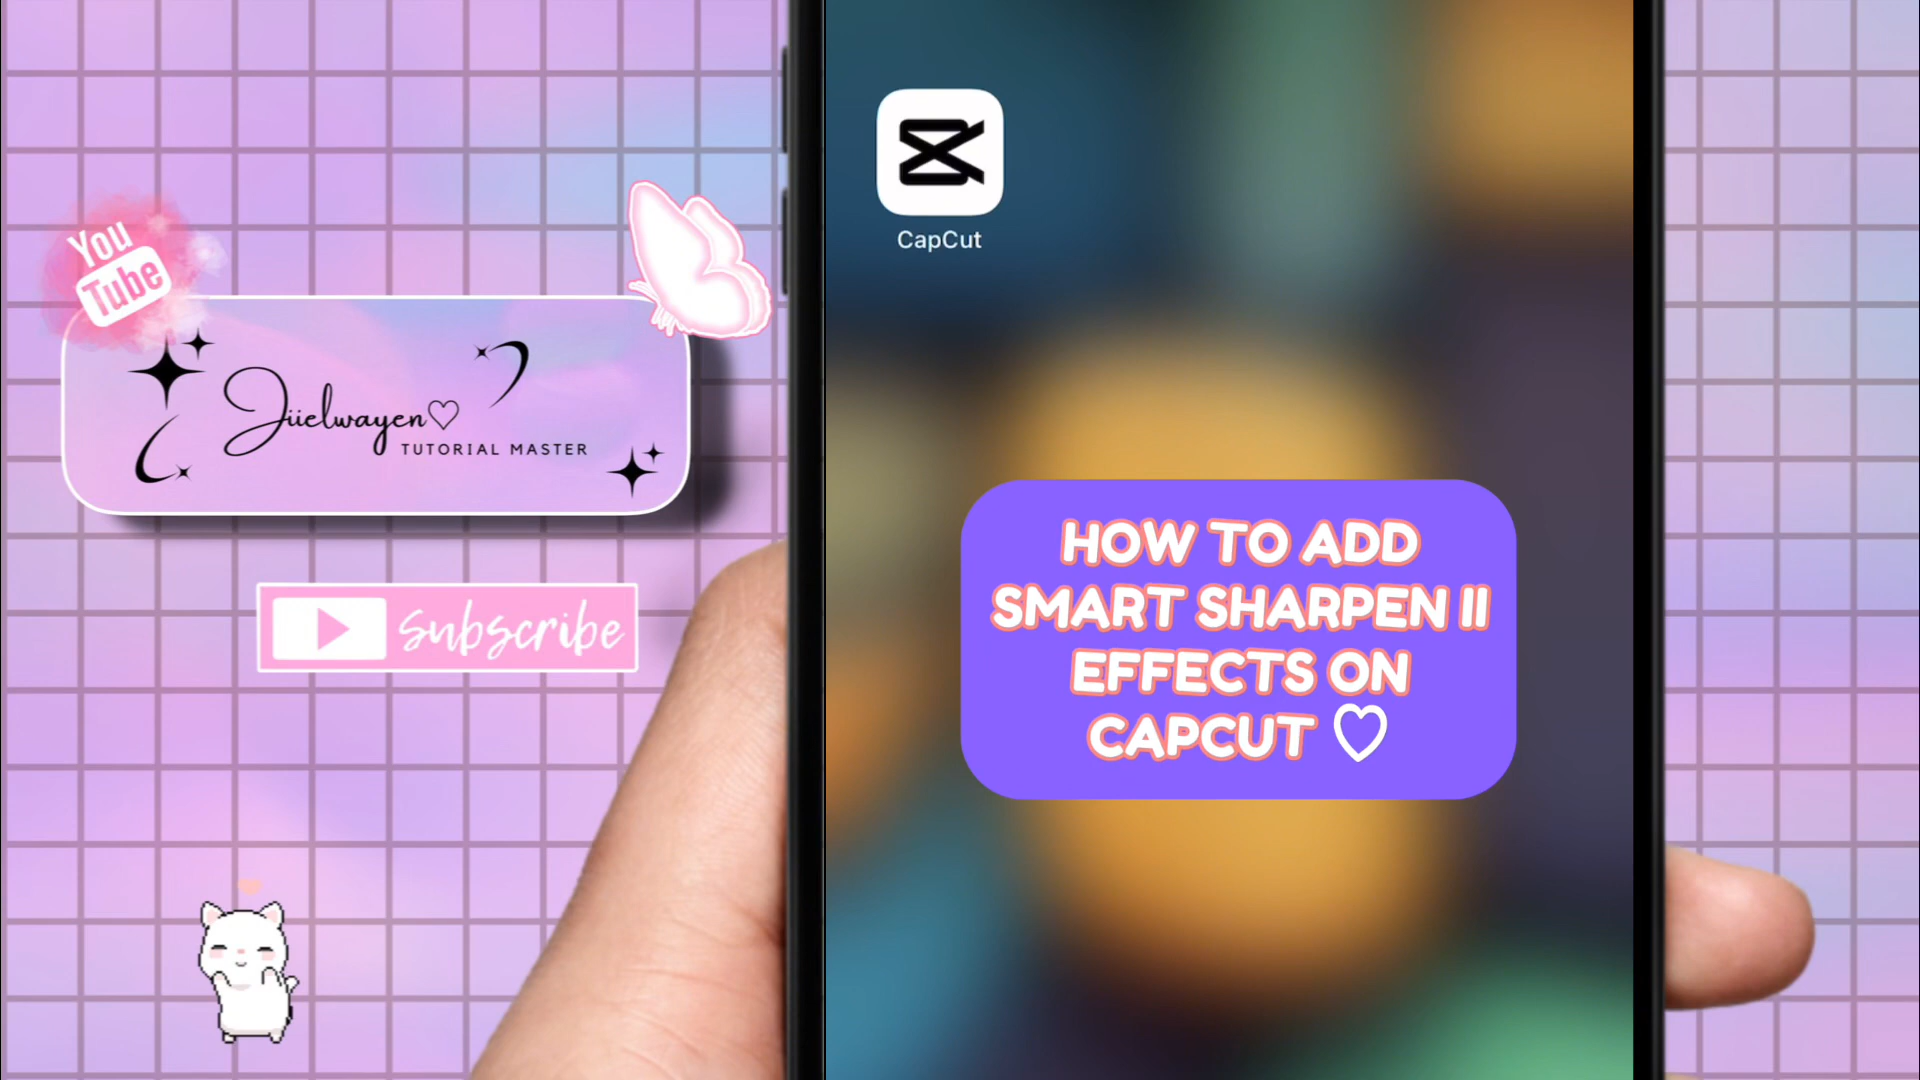 You
Tube
Jiielwayen♡
TUTORIAL MASTER
Subscribe
CapCut
HOW TO ADD
SMART SHARPEN II
EFFECTS ON
CAPCUT ♡